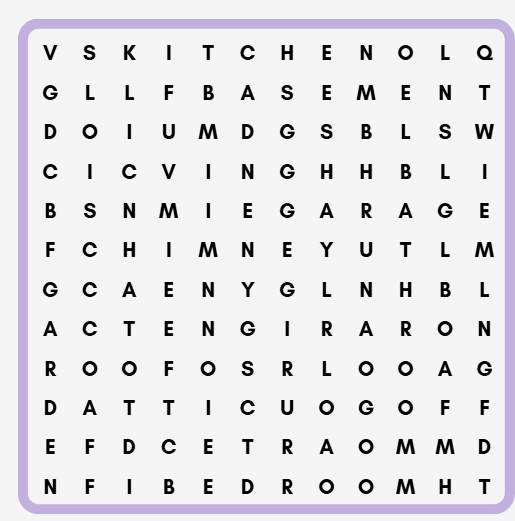 V S K I T C H E N O L Q
G L L F B A S E M E N T
D O I U M D G S B L S W
C I C V I N G H H B L I
B S N M I E G A R A G E
F C H I M N E Y U T L M
G C A E N Y G L N H B L
A C T E N G I R A R O N
R O O F O S R L O O A G
D A T T I C U O G O F F
E F D C E T R A O M M D
N F I B E D R O O M H T